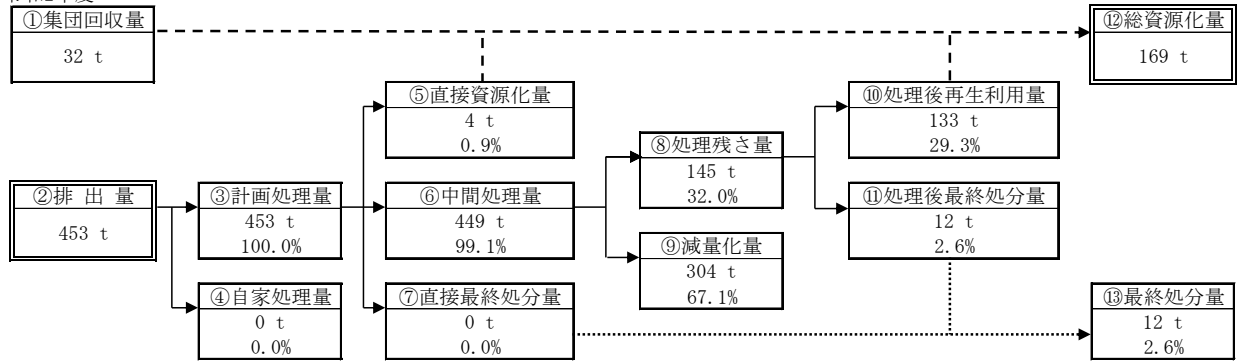 ①集団回収量
32 t
⑫総資源化量
169 t
⑤直接資源化量
4 t
0.9%
⑩処理後再生利用量
133 t
29.3%
⑧処理残さ量
145 t
32.0%
②排 出 量
453 t
③計画処理量
453 t
100.0%
⑥中間処理量
449 t
99.1%
⑪処理後最終処分量
12 t
2.6%
⑨減量化量
304 t
67.1%
④自家処理量
0 t
0.0%
⑦直接最終処分量
0 t
0.0%
⑬最終処分量
12 t
2.6%